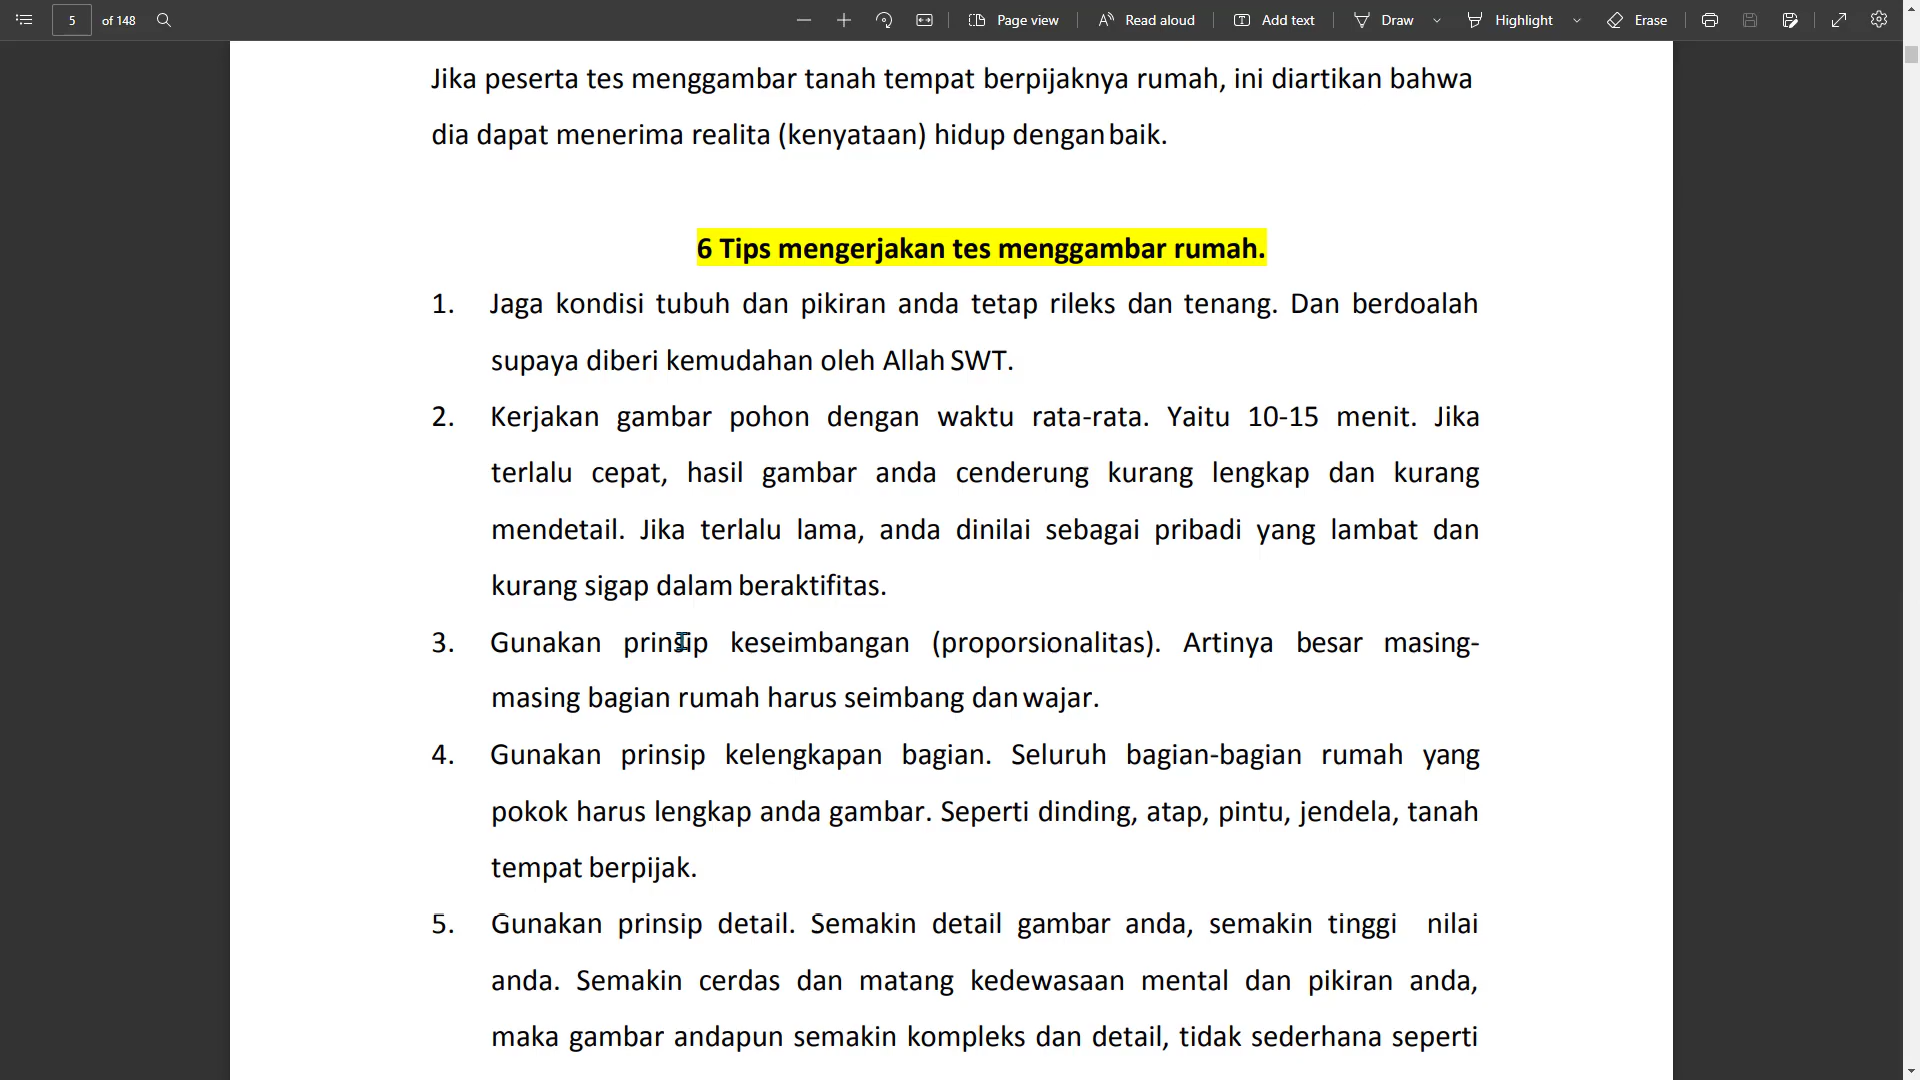 5 of 148 Page view Read aloud Add text Draw Highlight Erase
Jika peserta tes menggambar tanah tempat berpijaknya rumah, ini diartikan bahwa
dia dapat menerima realita (kenyataan) hidup dengan baik.
6 Tips mengerjakan tes menggambar rumah.
1. Jaga kondisi tubuh dan pikiran anda tetap rileks dan tenang. Dan berdoalah
supaya diberi kemudahan oleh Allah SWT.
2. Kerjakan gambar pohon dengan waktu rata-rata. Yaitu 10-15 menit. Jika
terlalu cepat, hasil gambar anda cenderung kurang lengkap dan kurang
mendetail. Jika terlalu lama, anda dinilai sebagai pribadi yang lambat dan
kurang sigap dalam beraktifitas.
3. Gunakan prinsip keseimbangan (proporsionalitas). Artinya besar masing-
masing bagian rumah harus seimbang dan wajar.
4. Gunakan prinsip kelengkapan bagian. Seluruh bagian-bagian rumah yang
pokok harus lengkap anda gambar. Seperti dinding, atap, pintu, jendela, tanah
tempat berpijak.
5. Gunakan prinsip detail. Semakin detail gambar anda, semakin tinggi nilai
anda. Semakin cerdas dan matang kedewasaan mental dan pikiran anda,
maka gambar andapun semakin kompleks dan detail, tidak sederhana seperti